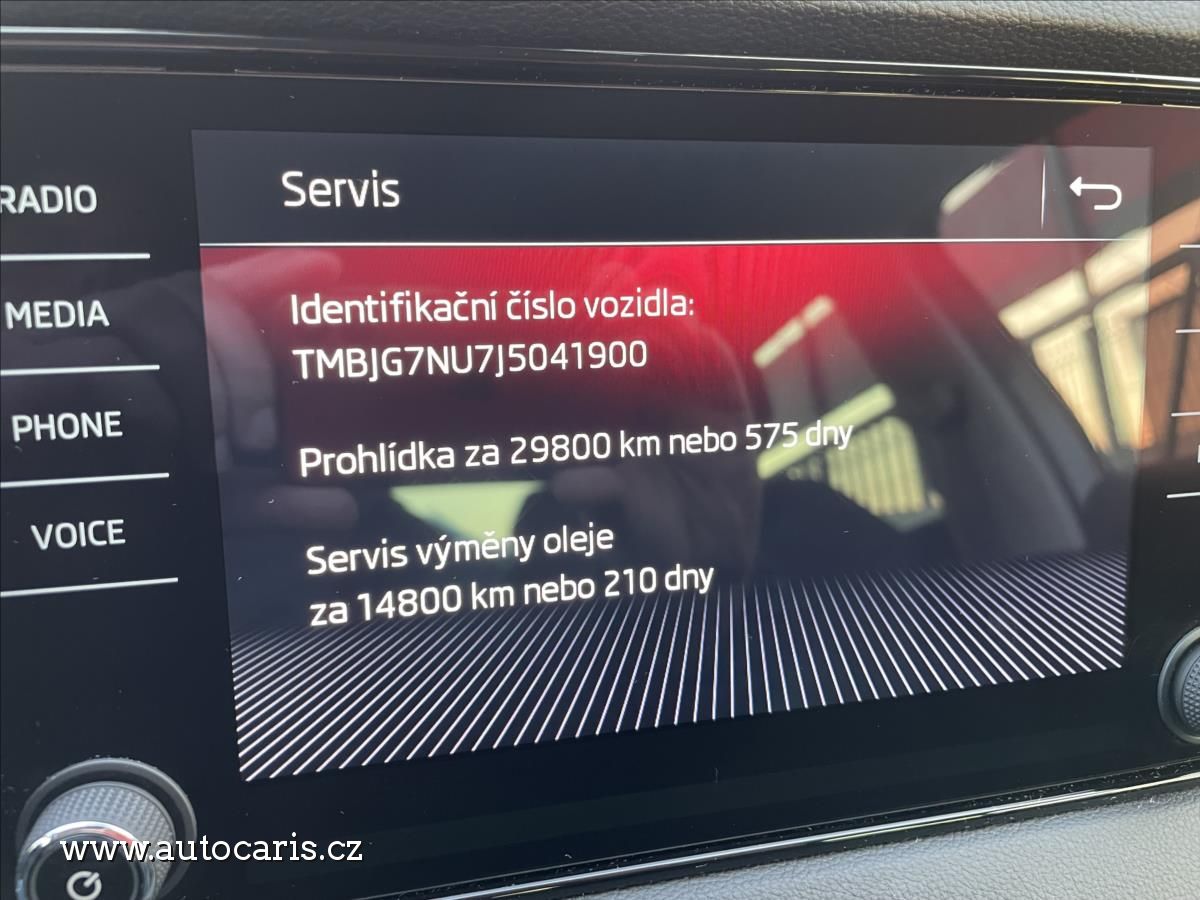 Servis
RADIO
MEDIA
PHONE
VOICE
Identifikační číslo vozidla:
TMBJG7NU7J5041900
Prohlídka za 29800 km nebo 575 dny
Servis výměny oleje
za 14800 km nebo 210 dny
www.autocaris.cz